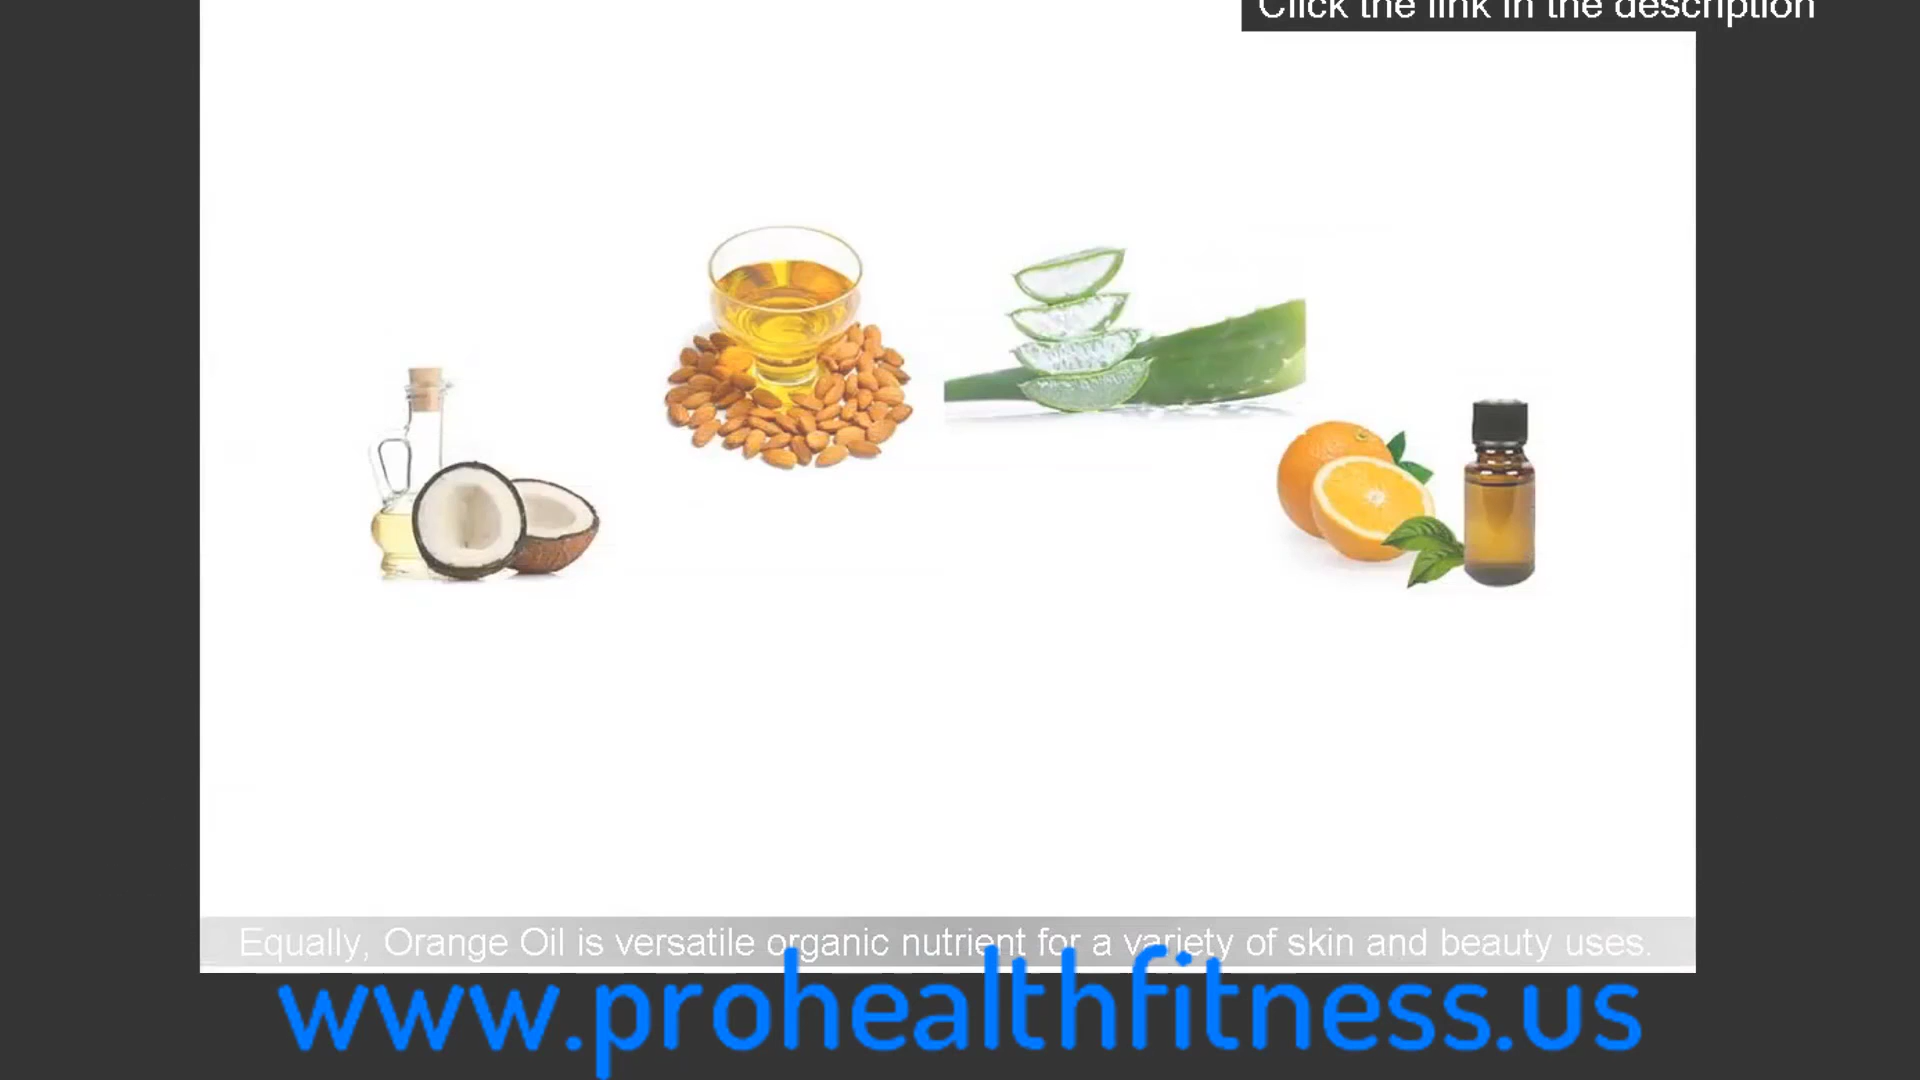 Click the link in the description
Equally, Orange Oil is versatile organic nutrient for a variety of skin and beauty uses.
www.prohealthfitness.us